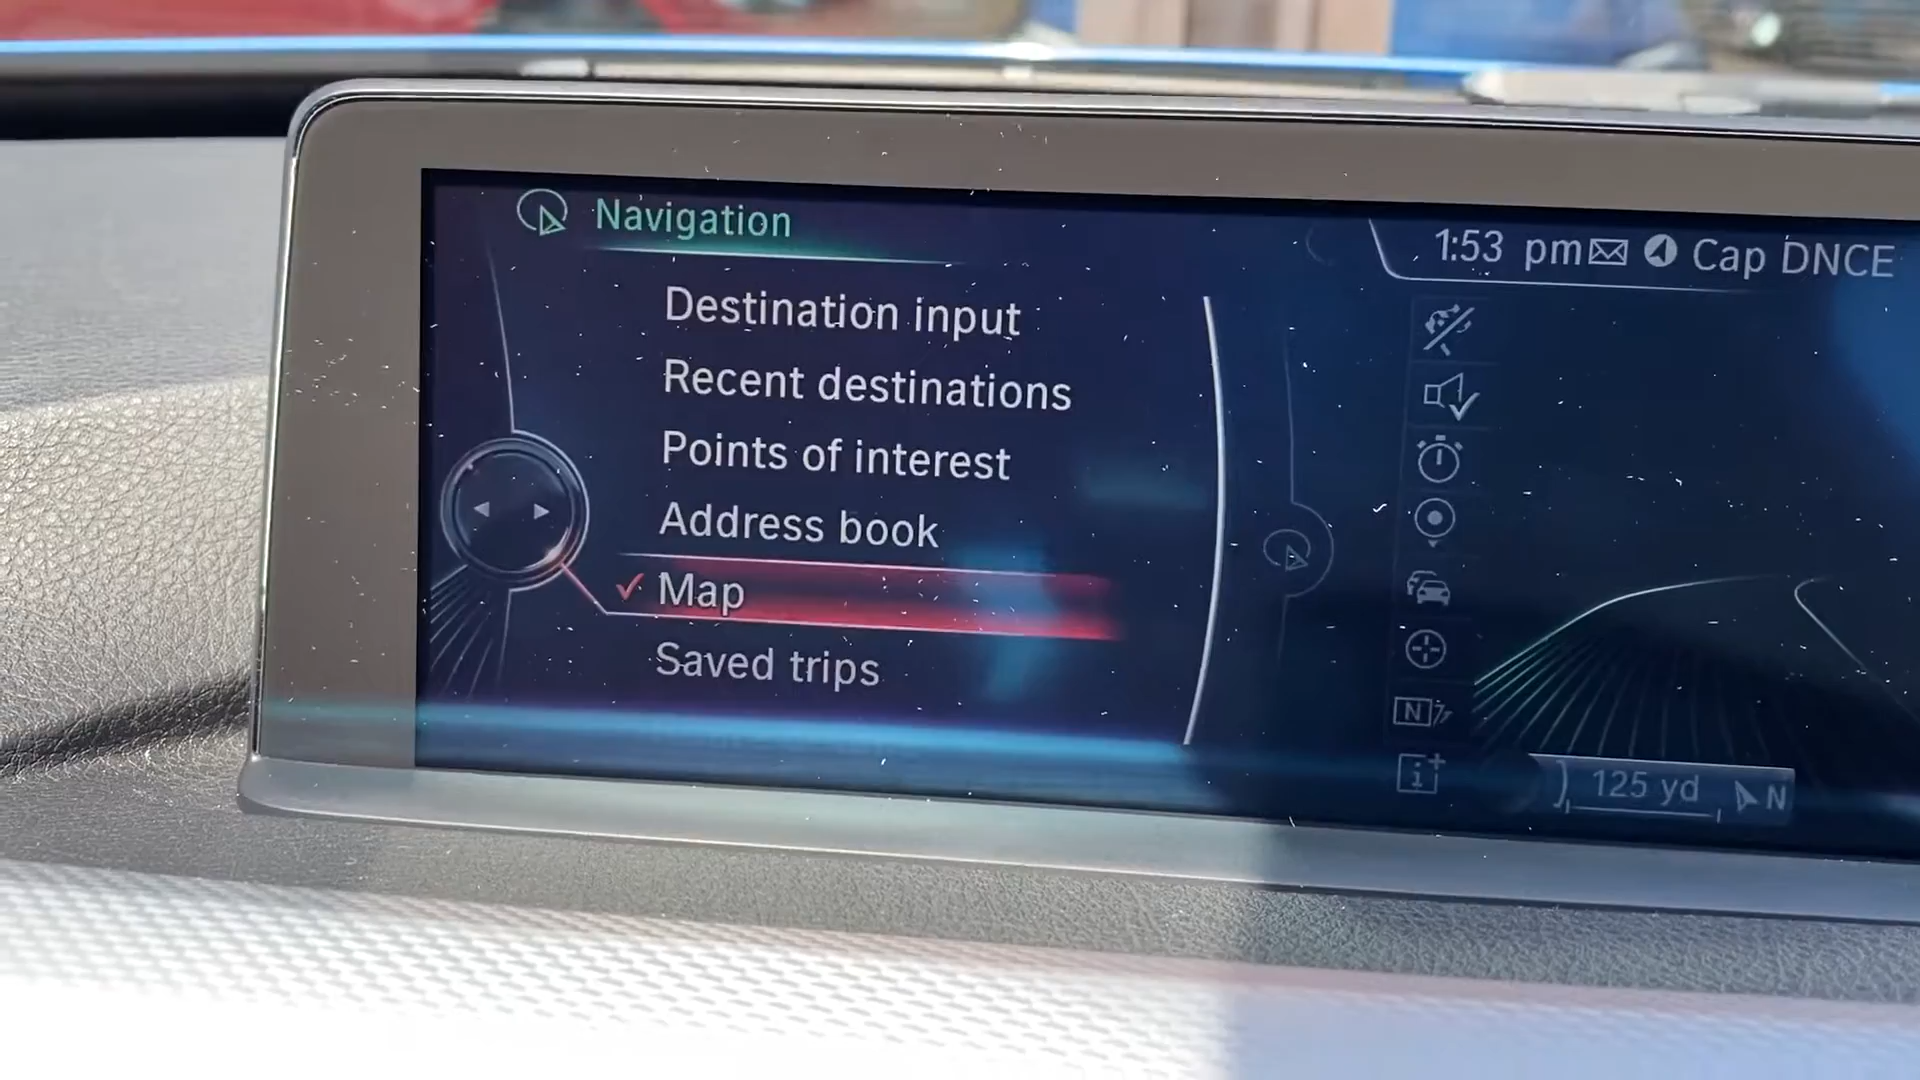 Navigation
1:53 pm Cap DNCE
Destination input
Recent destinations
Points of interest
Address book
Map
Saved trips
N
i+
125 yd N